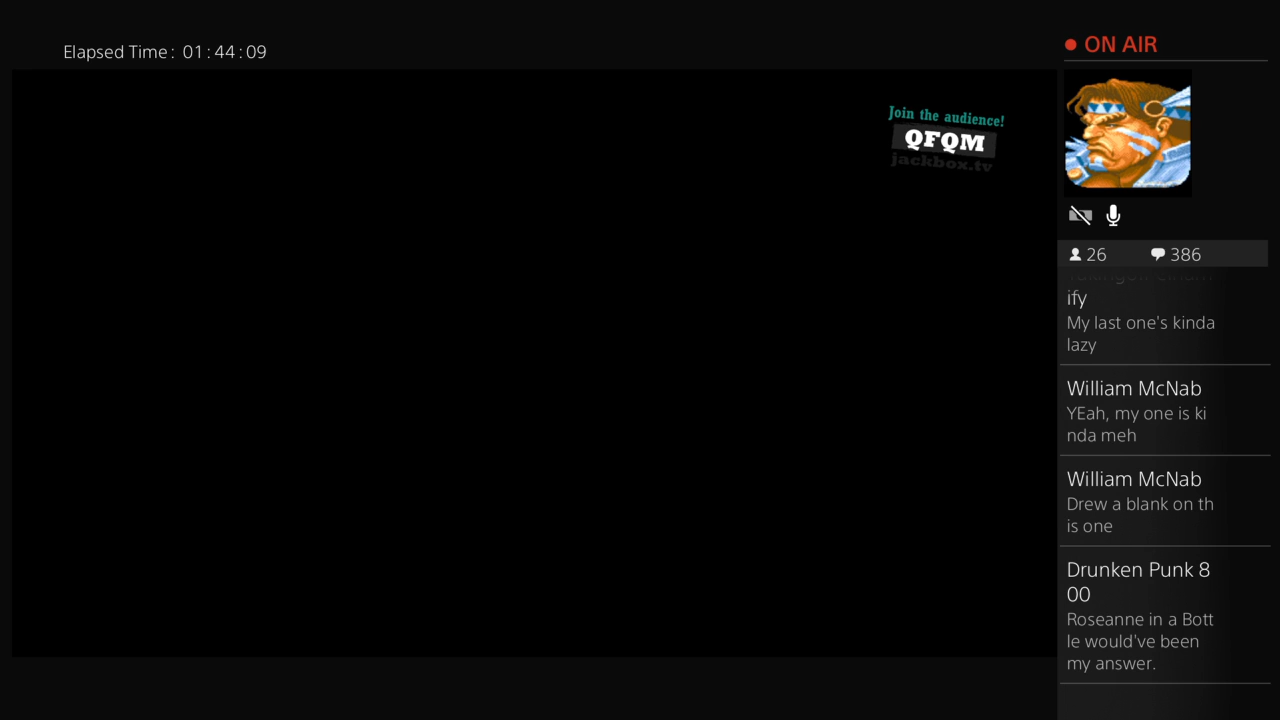 Elapsed Time: 01:44:09
ON AIR
Join the audience!
QFQM
jackbox.tv
26 386
ify
My last one's kinda
lazy
William McNab
YEah, my one is ki
nda meh
William McNab
Drew a blank on th
is one
Drunken Punk 8
00
Roseanne in a Bott
le would've been
my answer.